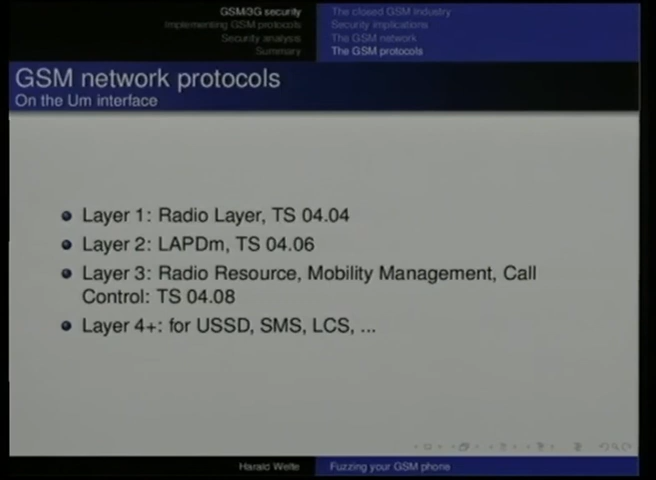 GSM/3G security
Implementing GSM protocols
Security analysis
Summary
The closed GSM industry
Security implications
The GSM network
The GSM protocols
GSM network protocols
On the Um interface
Layer 1: Radio Layer, TS 04.04
Layer 2: LAPDm, TS 04.06
Layer 3: Radio Resource, Mobility Management, Call
Control: TS 04.08
Layer 4+: for USSD, SMS, LCS, ...
Harald Welte
Fuzzing your GSM phone